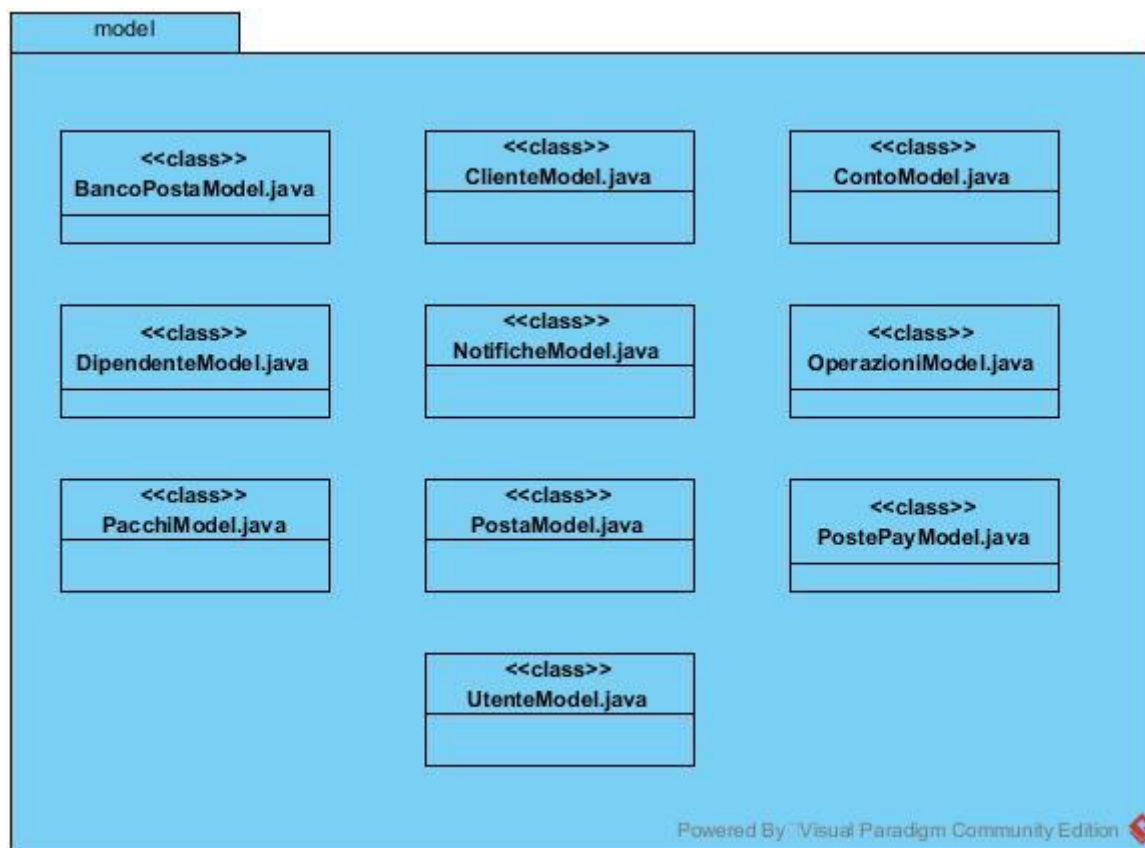 model
<<class>>
BancoPostaModel.java
<<class>>
ClienteModel.java
<<class>>
ContoModel.java
<<class>>
DipendenteModel.java
<<class>>
NotificheModel.java
<<class>>
OperazioniModel.java
<<class>>
PacchiModel.java
<<class>>
PostaModel.java
<<class>>
PostePayModel.java
<<class>>
UtenteModel.java
Powered By Visual Paradigm Community Edition